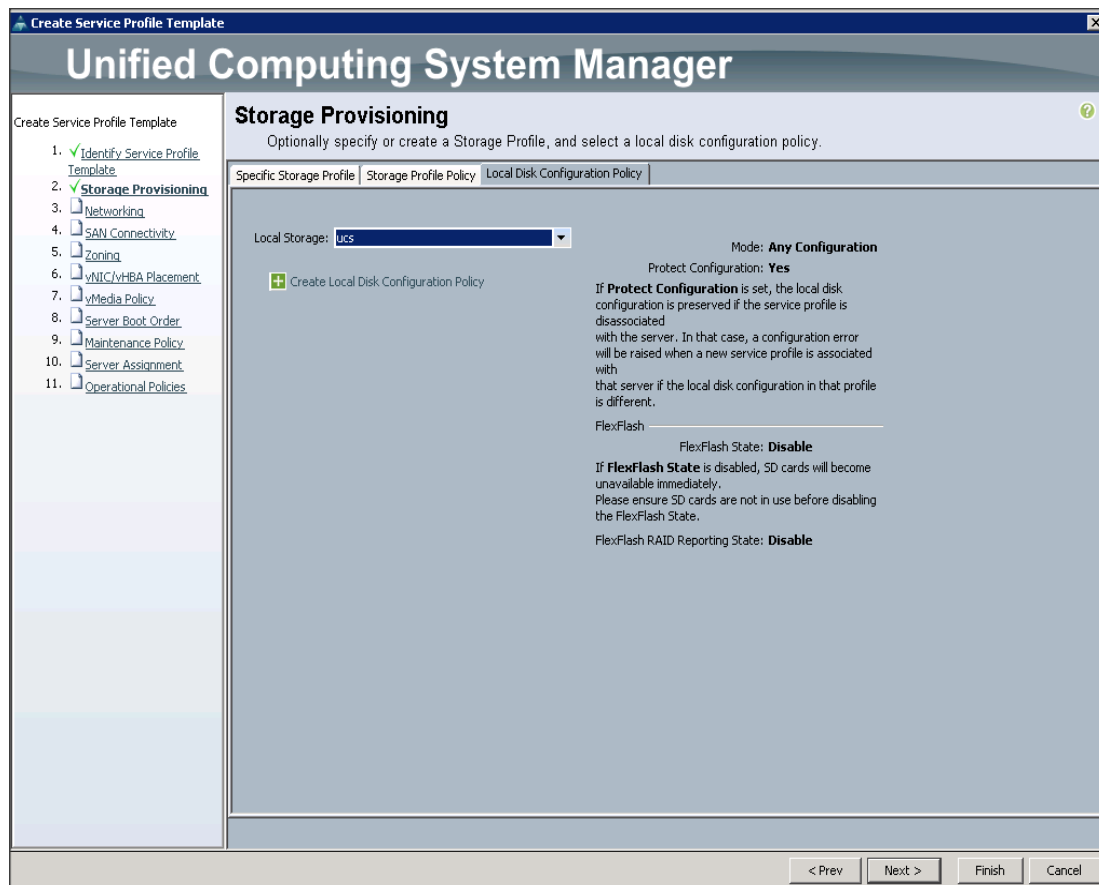 Create Service Profile Template
Unified Computing System Manager
Create Service Profile Template
1. Identify Service Profile
Template
2. Storage Provisioning
3. Networking
4. SAN Connectivity
5. Zoning
6. vNIC/vHBA Placement
7. vMedia Policy
8. Server Boot Order
9. Maintenance Policy
10. Server Assignment
11. Operational Policies
Storage Provisioning
Optionally specify or create a Storage Profile, and select a local disk configuration policy.
Specific Storage Profile Storage Profile Policy Local Disk Configuration Policy
Local Storage: ucs
Create Local Disk Configuration Policy
Mode: Any Configuration
Protect Configuration: Yes
If Protect Configuration is set, the local disk
configuration is preserved if the service profile is
disassociated
with the server. In that case, a configuration error
will be raised when a new service profile is associated
with
that server if the local disk configuration in that profile
is different.
FlexFlash
FlexFlash State: Disable
If FlexFlash State is disabled, SD cards will become
unavailable immediately.
Please ensure SD cards are not in use before disabling
the FlexFlash State.
FlexFlash RAID Reporting State: Disable
< Prev Next > Finish Cancel